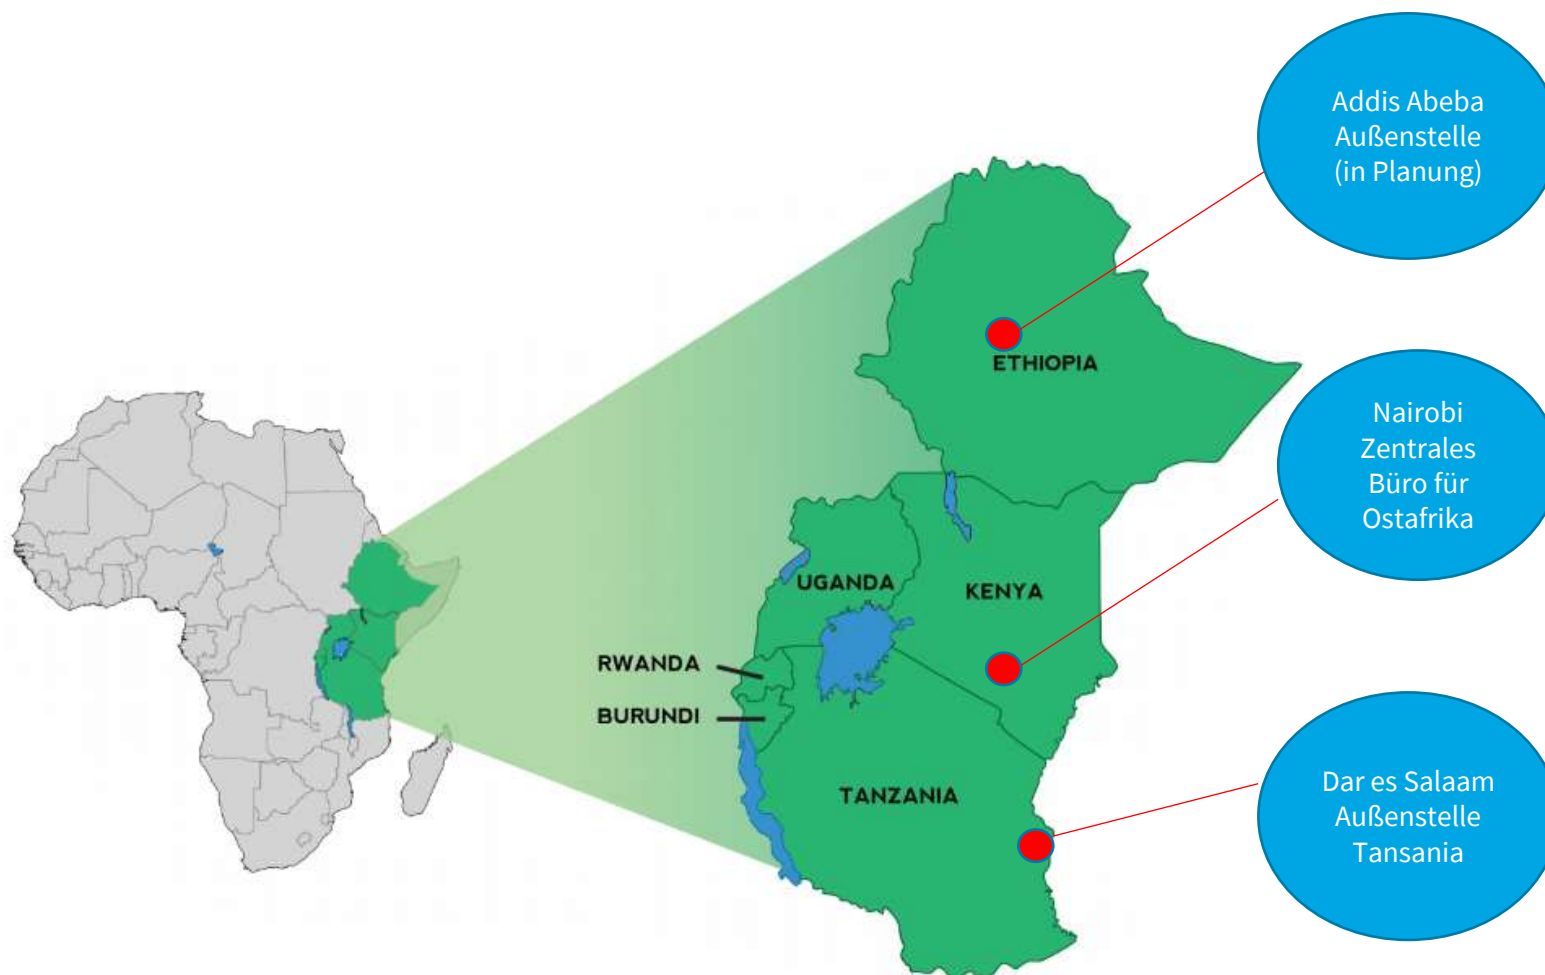 Addis Abeba
Außenstelle
(in Planung)
ETHIOPIA
Nairobi
Zentrales
Büro für
Ostafrika
UGANDA
KENYA
RWANDA
BURUNDI
TANZANIA
Dar es Salaam
Außenstelle
Tansania